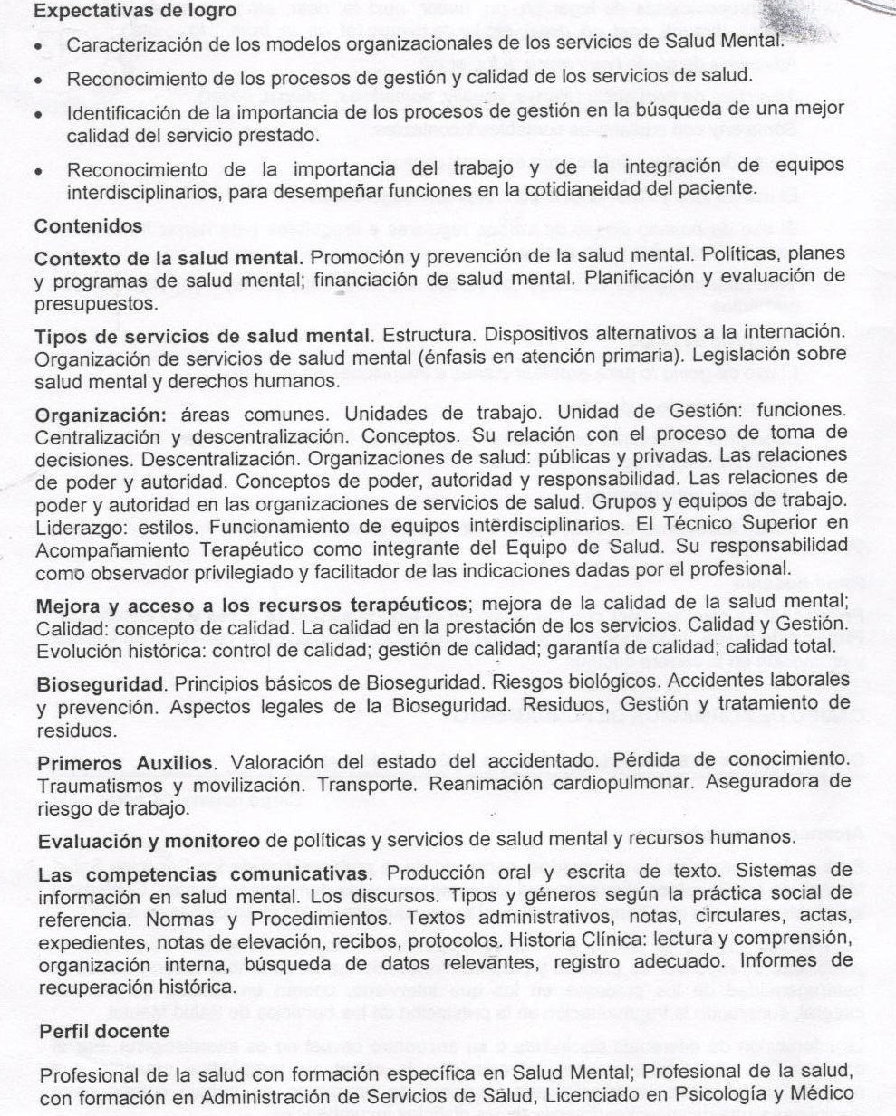 Expectativas de logro
• Caracterización de los modelos organizacionales de los servicios de Salud Mental.
• Reconocimiento de los procesos de gestión y calidad de los servicios de salud.
• Identificación de la importancia de los procesos de gestión en la búsqueda de una mejor
calidad del servicio prestado.
• Reconocimiento de la importancia del trabajo y de la integración de equipos
interdisciplinarios, para desempeñar funciones en la cotidianeidad del paciente.
Contenidos
Contexto de la salud mental. Promoción y prevención de la salud mental. Políticas, planes
y programas de salud mental; financiación de salud mental. Planificación y evaluación de
presupuestos.
Tipos de servicios de salud mental. Estructura. Dispositivos alternativos a la internación.
Organización de servicios de salud mental (énfasis en atención primaria). Legislación sobre
salud mental y derechos humanos.
Organización: áreas comunes. Unidades de trabajo. Unidad de Gestión: funciones.
Centralización y descentralización. Conceptos. Su relación con el proceso de toma de
decisiones. Descentralización. Organizaciones de salud: públicas y privadas. Las relaciones
de poder y autoridad. Conceptos de poder, autoridad y responsabilidad. Las relaciones de
poder y autoridad en las organizaciones de servicios de salud. Grupos y equipos de trabajo.
Liderazgo: estilos. Funcionamiento de equipos interdisciplinarios. El Técnico Superior en
Acompañamiento Terapéutico como integrante del Equipo de Salud. Su responsabilidad
como observador privilegiado y facilitador de las indicaciones dadas por el profesional.
Mejora y acceso a los recursos terapéuticos; mejora de la calidad de la salud mental;
Calidad: concepto de calidad. La calidad en la prestación de los servicios. Calidad y Gestión.
Evolución histórica: control de calidad; gestión de calidad; garantía de calidad; calidad total.
Bioseguridad. Principios básicos de Bioseguridad. Riesgos biológicos. Accidentes laborales
y prevención. Aspectos legales de la Bioseguridad. Residuos, Gestión y tratamiento de
residuos.
Primeros Auxilios. Valoración del estado del accidentado. Pérdida de conocimiento.
Traumatismos y movilización. Transporte. Reanimación cardiopulmonar. Aseguradora de
riesgo de trabajo.
Evaluación y monitoreo de políticas y servicios de salud mental y recursos humanos.
Las competencias comunicativas. Producción oral y escrita de texto. Sistemas de
información en salud mental. Los discursos. Tipos y géneros según la práctica social de
referencia. Normas y Procedimientos. Textos administrativos, notas, circulares, actas,
expedientes, notas de elevación, recibos, protocolos. Historia Clínica: lectura y comprensión,
organización interna, búsqueda de datos relevantes, registro adecuado. Informes de
recuperación histórica.
Perfil docente
Profesional de la salud con formación específica en Salud Mental; Profesional de la salud,
con formación en Administración de Servicios de Salud, Licenciado en Psicología y Médico